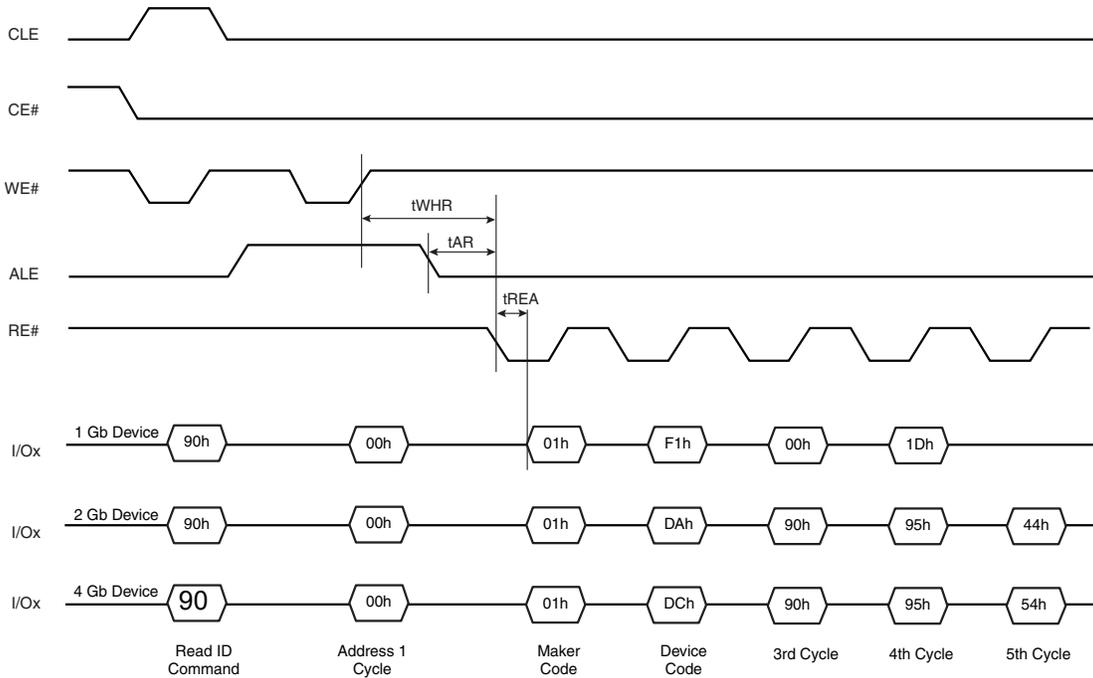 CLE
CE#
WE#
tWHR
tAR
ALE
tREA
RE#
I/Ox 1 Gb Device 90h 00h 01h F1h 00h 1Dh
I/Ox 2 Gb Device 90h 00h 01h DAh 90h 95h 44h
I/Ox 4 Gb Device 90 00h 01h DCh 90h 95h 54h
Read ID Address 1 Maker Device 3rd Cycle 4th Cycle 5th Cycle
Command Cycle Code Code